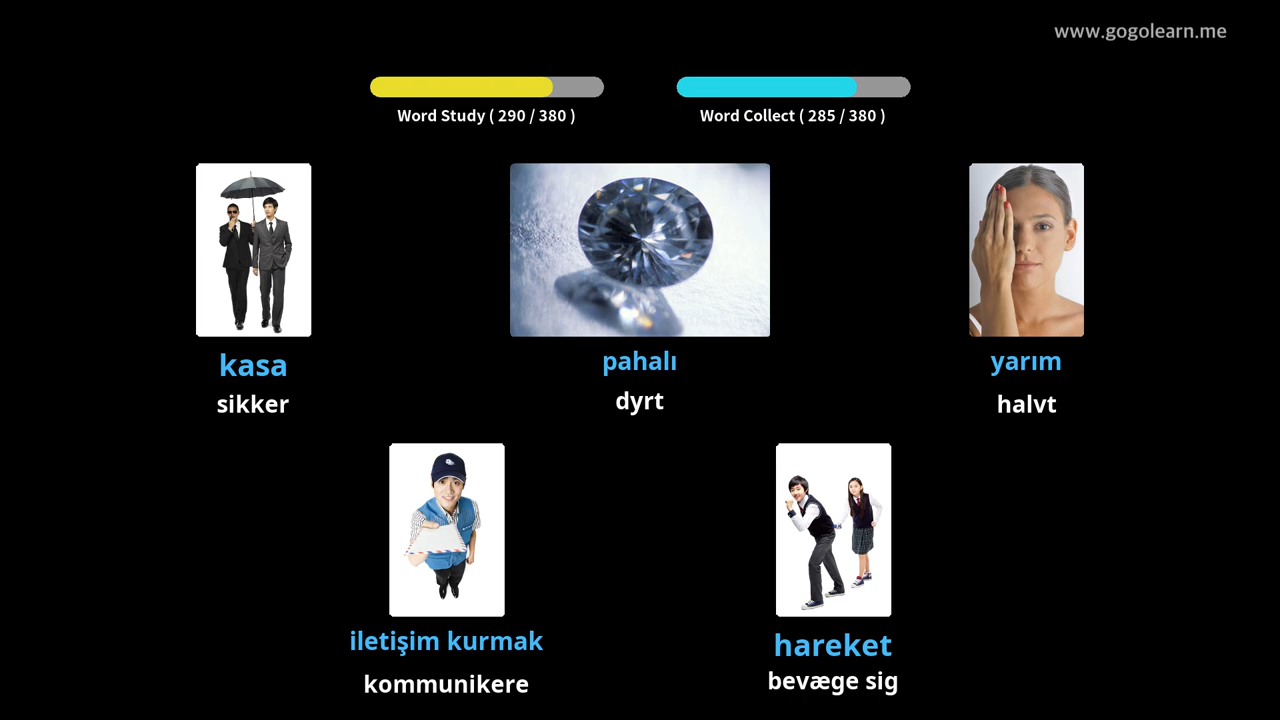 www.gogolearn.me
Word Study ( 290 / 380 )
Word Collect ( 285 / 380 )
kasa
sikker
pahalı
dyrt
yarım
halvt
iletişim kurmak
kommunikere
hareket
bevæge sig